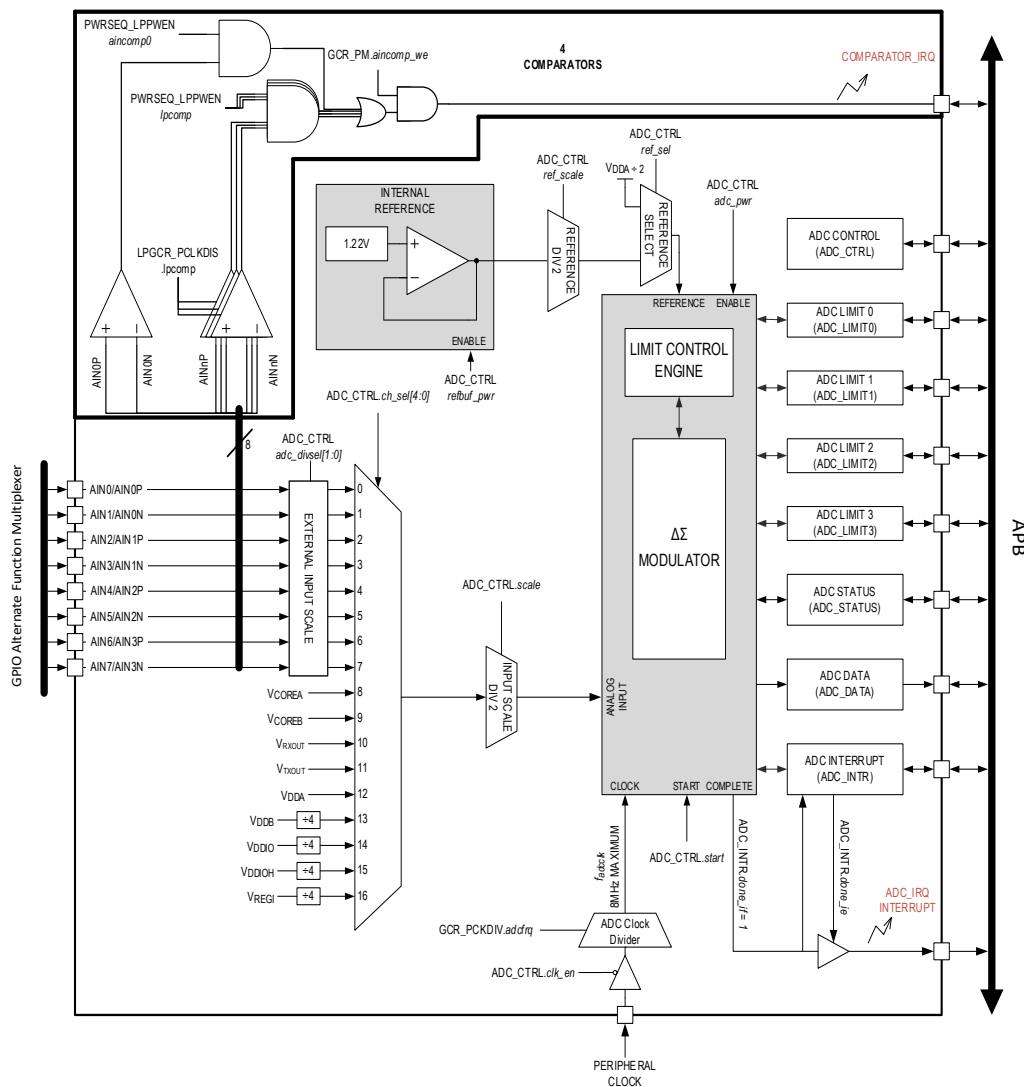 PWRSEQ_LPPWEN
aincomp0
GCR_PM.aincomp_we
4
COMPARATORS
COMPARATOR_IRQ
PWRSEQ_LPPWEN
lpcomp
LPGCR_PCLKDIS
.lpcomp
+
−
+
−
AIN0P
AIN0N
AINnP
AINnN
INTERNAL
REFERENCE
1.22V
+
−
ENABLE
ADC_CTRL
refbuf_pwr
ADC_CTRL
ref_scale
REFERENCE
DIV 2
ADC_CTRL
ref_sel
VDDA ÷ 2
REFERENCE
SELECT
ADC_CTRL
adc_pwr
REFERENCE
ENABLE
LIMIT CONTROL
ENGINE
ΔΣ
MODULATOR
ANALOG
INPUT
CLOCK
START
COMPLETE
ADC CONTROL
(ADC_CTRL)
ADC LIMIT 0
(ADC_LIMIT0)
ADC LIMIT 1
(ADC_LIMIT1)
ADC LIMIT 2
(ADC_LIMIT2)
ADC LIMIT 3
(ADC_LIMIT3)
ADC STATUS
(ADC_STATUS)
ADC DATA
(ADC_DATA)
ADC INTERRUPT
(ADC_INTR)
APB
ADC_CTRL.ch_sel[4:0]
8
ADC_CTRL
adc_divsel[1:0]
GPIO Alternate Function Multiplexer
AIN0/AIN0P
AIN1/AIN0N
AIN2/AIN1P
AIN3/AIN1N
AIN4/AIN2P
AIN5/AIN2N
AIN6/AIN3P
AIN7/AIN3N
EXTERNAL INPUT SCALE
0
1
2
3
4
5
6
7
VCOREA 8
VCOREB 9
VRXOUT 10
VTXOUT 11
VDDA 12
VDDB ÷4 13
VDDIO ÷4 14
VDDIOH ÷4 15
VREGI ÷4 16
ADC_CTRL.scale
INPUT SCALE
DIV 2
ADC_CTRL.start
fadcclk
8MHz MAXIMUM
ADC_INTR.done_if = 1
ADC_INTR.done_ie
ADC_IRQ
INTERRUPT
GCR_PCKDIV.adcfrq
ADC Clock
Divider
ADC_CTRL.clk_en
PERIPHERAL
CLOCK